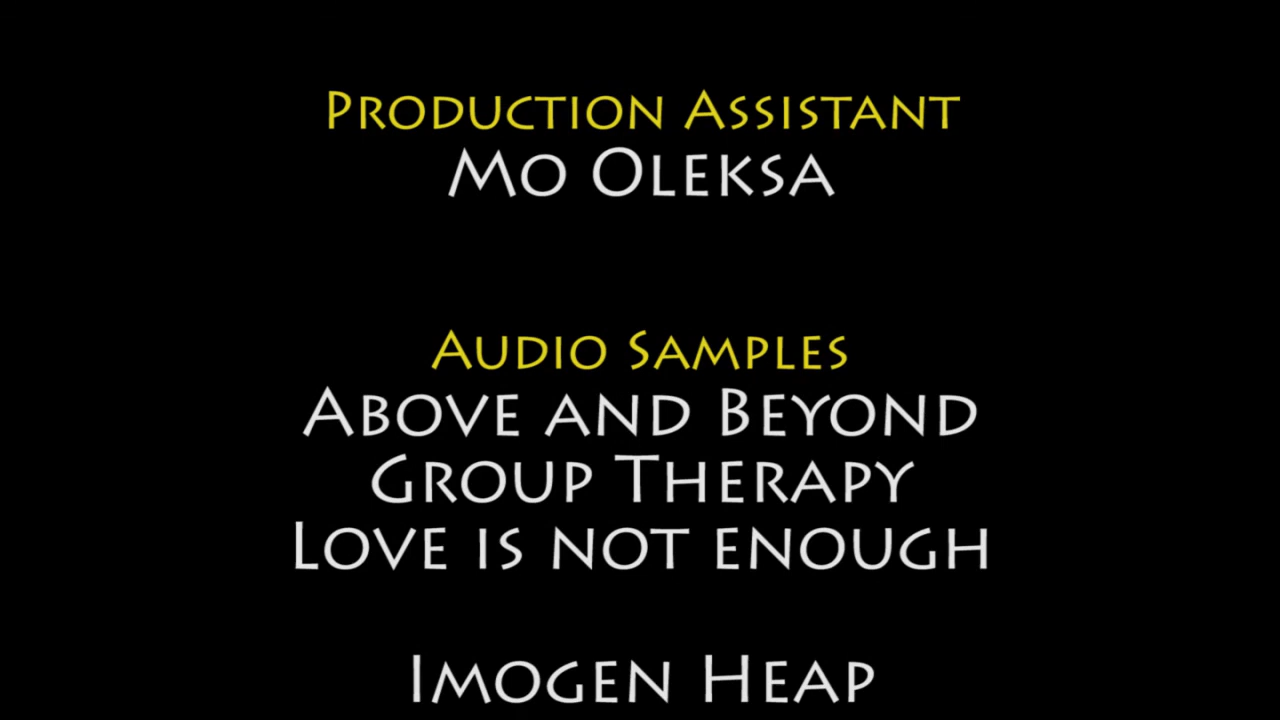 Production Assistant
Mo Oleksa
Audio Samples
Above and Beyond
Group Therapy
Love is not enough
Imogen Heap